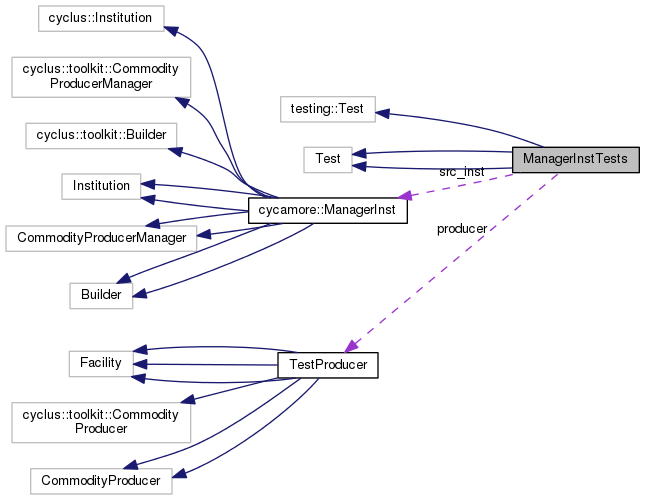 cyclus::Institution
cyclus::toolkit::Commodity
ProducerManager
testing::Test
cyclus::toolkit::Builder
Test
ManagerInstTests
src_inst
Institution
cycamore::ManagerInst
CommodityProducerManager
producer
Builder
Facility
TestProducer
cyclus::toolkit::Commodity
Producer
CommodityProducer